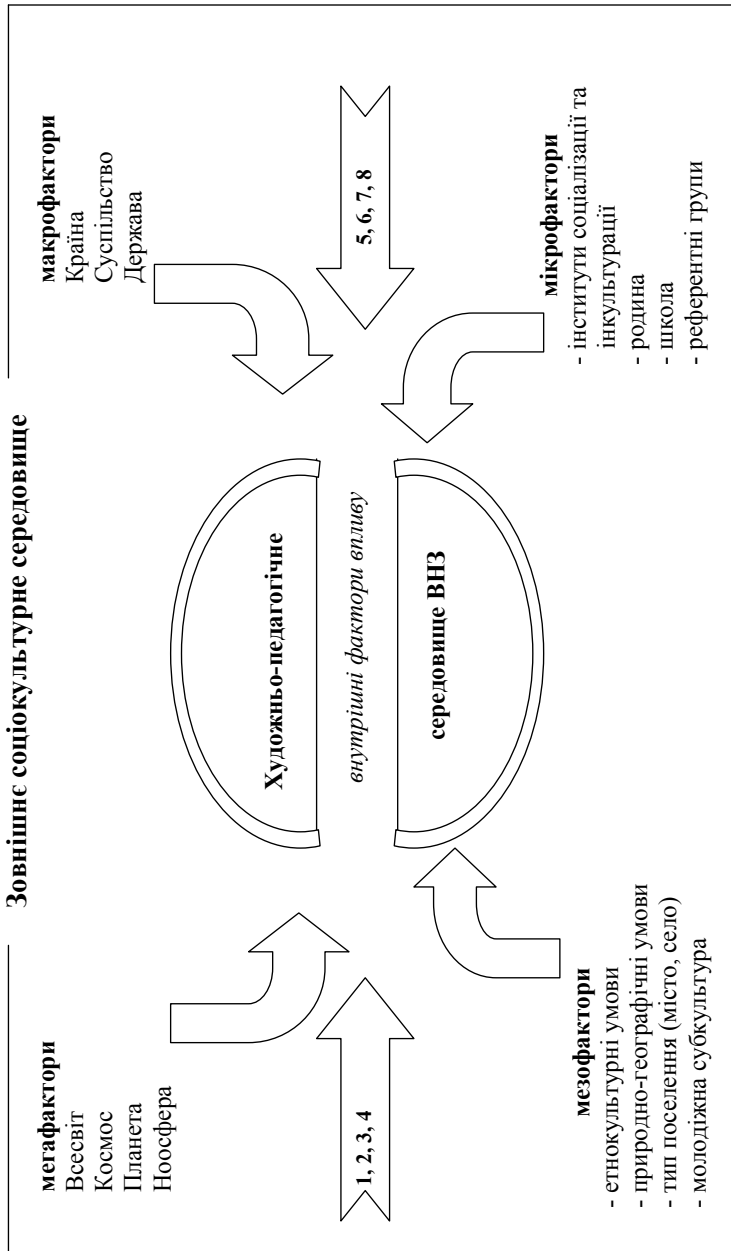 Зовнішнє соціокультурне середовище
мегафактори
Всесвіт
Космос
Планета
Ноосфера
макрофактори
Країна
Суспільство
Держава
1, 2, 3, 4
Художньо-педагогічне
внутрішні фактори впливу
середовище ВНЗ
5, 6, 7, 8
мезофактори
- етнокультурні умови
- природно-географічні умови
- тип поселення (місто, село)
- молодіжна субкультура
мікрофактори
- інститути соціалізації та
інкультурації
- родина
- школа
- референтні групи